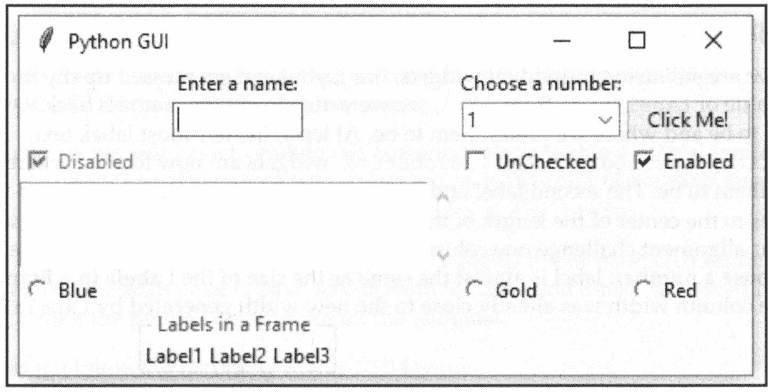 Python GUI
Enter a name: Choose a number:
1 Click Me!
Disabled UnChecked Enabled
Blue Gold Red
Labels in a Frame
Label1 Label2 Label3